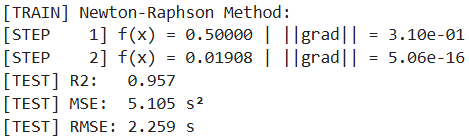 [TRAIN] Newton-Raphson Method:
[STEP    1] f(x) = 0.50000 | ||grad|| = 3.10e-01
[STEP    2] f(x) = 0.01908 | ||grad|| = 5.06e-16
[TEST] R2:   0.957
[TEST] MSE:  5.105 s²
[TEST] RMSE: 2.259 s